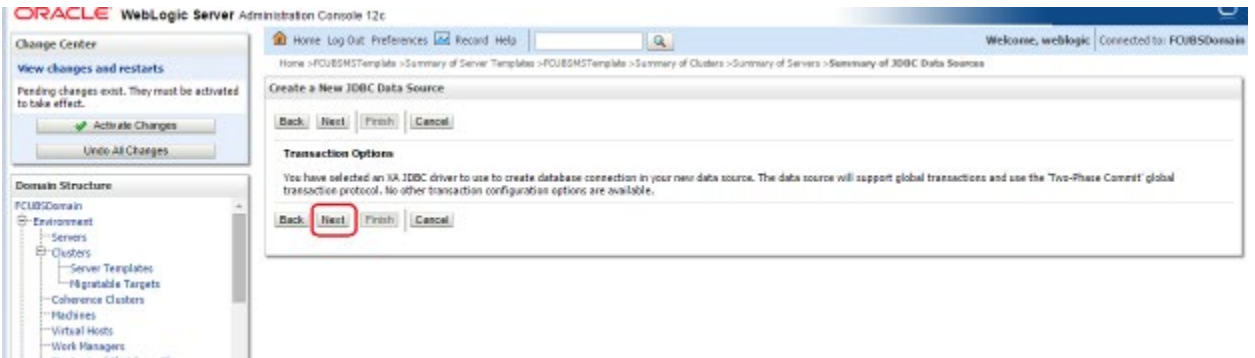 ORACLE WebLogic Server Administration Console 12c
Change Center
View changes and restarts
Pending changes exist. They must be activated
to take effect.
Activate Changes
Undo All Changes
Domain Structure
FCUBSDomain
Environment
Servers
Clusters
Server Templates
Migratable Targets
Coherence Clusters
Machines
Virtual Hosts
Work Managers
Home Log Out Preferences Record Help
Welcome, weblogic Connected to: FCUBSDomain
Home >FCUBSMSTemplate >Summary of Server Templates >FCUBSMSTemplate >Summary of Clusters >Summary of Servers >Summary of JDBC Data Sources
Create a New JDBC Data Source
Back Next Finish Cancel
Transaction Options
You have selected an XA JDBC driver to use to create database connection in your new data source. The data source will support global transactions and use the 'Two-Phase Commit' global
transaction protocol. No other transaction configuration options are available.
Back Next Finish Cancel